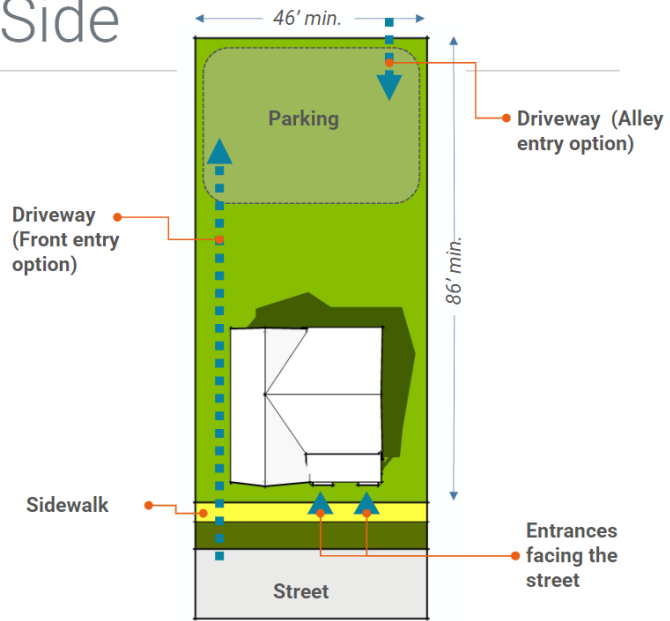 Side
46' min.
Parking
Driveway (Alley
entry option)
Driveway
(Front entry
option)
86' min.
Sidewalk
Entrances
facing the
street
Street